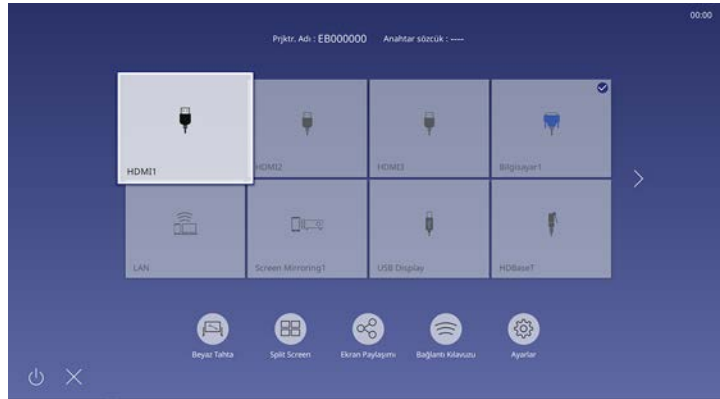 00:00
Prjktr. Adı : EB000000 Anahtar sözcük : ----
HDMI1
HDMI2
HDMI3
Bilgisayar1
LAN
Screen Mirroring1
USB Display
HDBaseT
Beyaz Tahta
Split Screen
Ekran Paylaşımı
Bağlantı Kılavuzu
Ayarlar